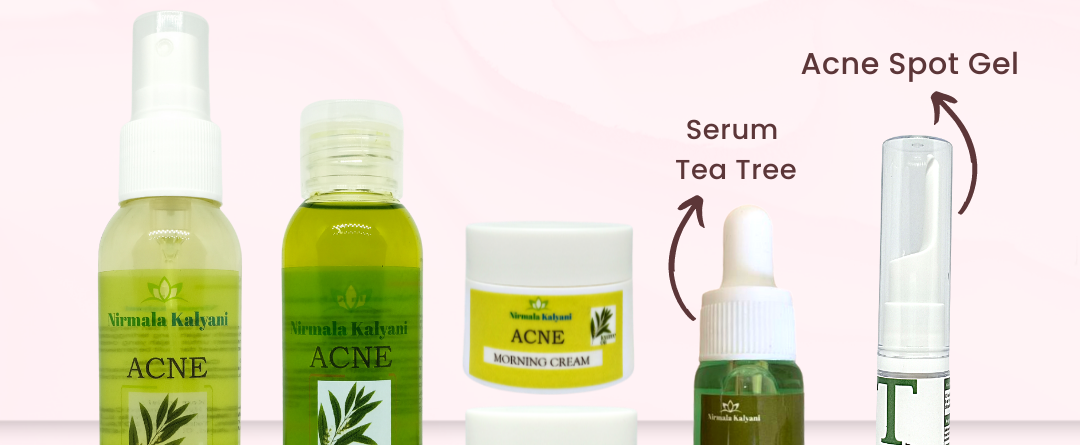 Acne Spot Gel
Serum
Tea Tree
Nirmala Kalyani
ACNE
Nirmala Kalyani
ACNE
Nirmala Kalyani
ACNE
MORNING CREAM
Nirmala Kalyani
T